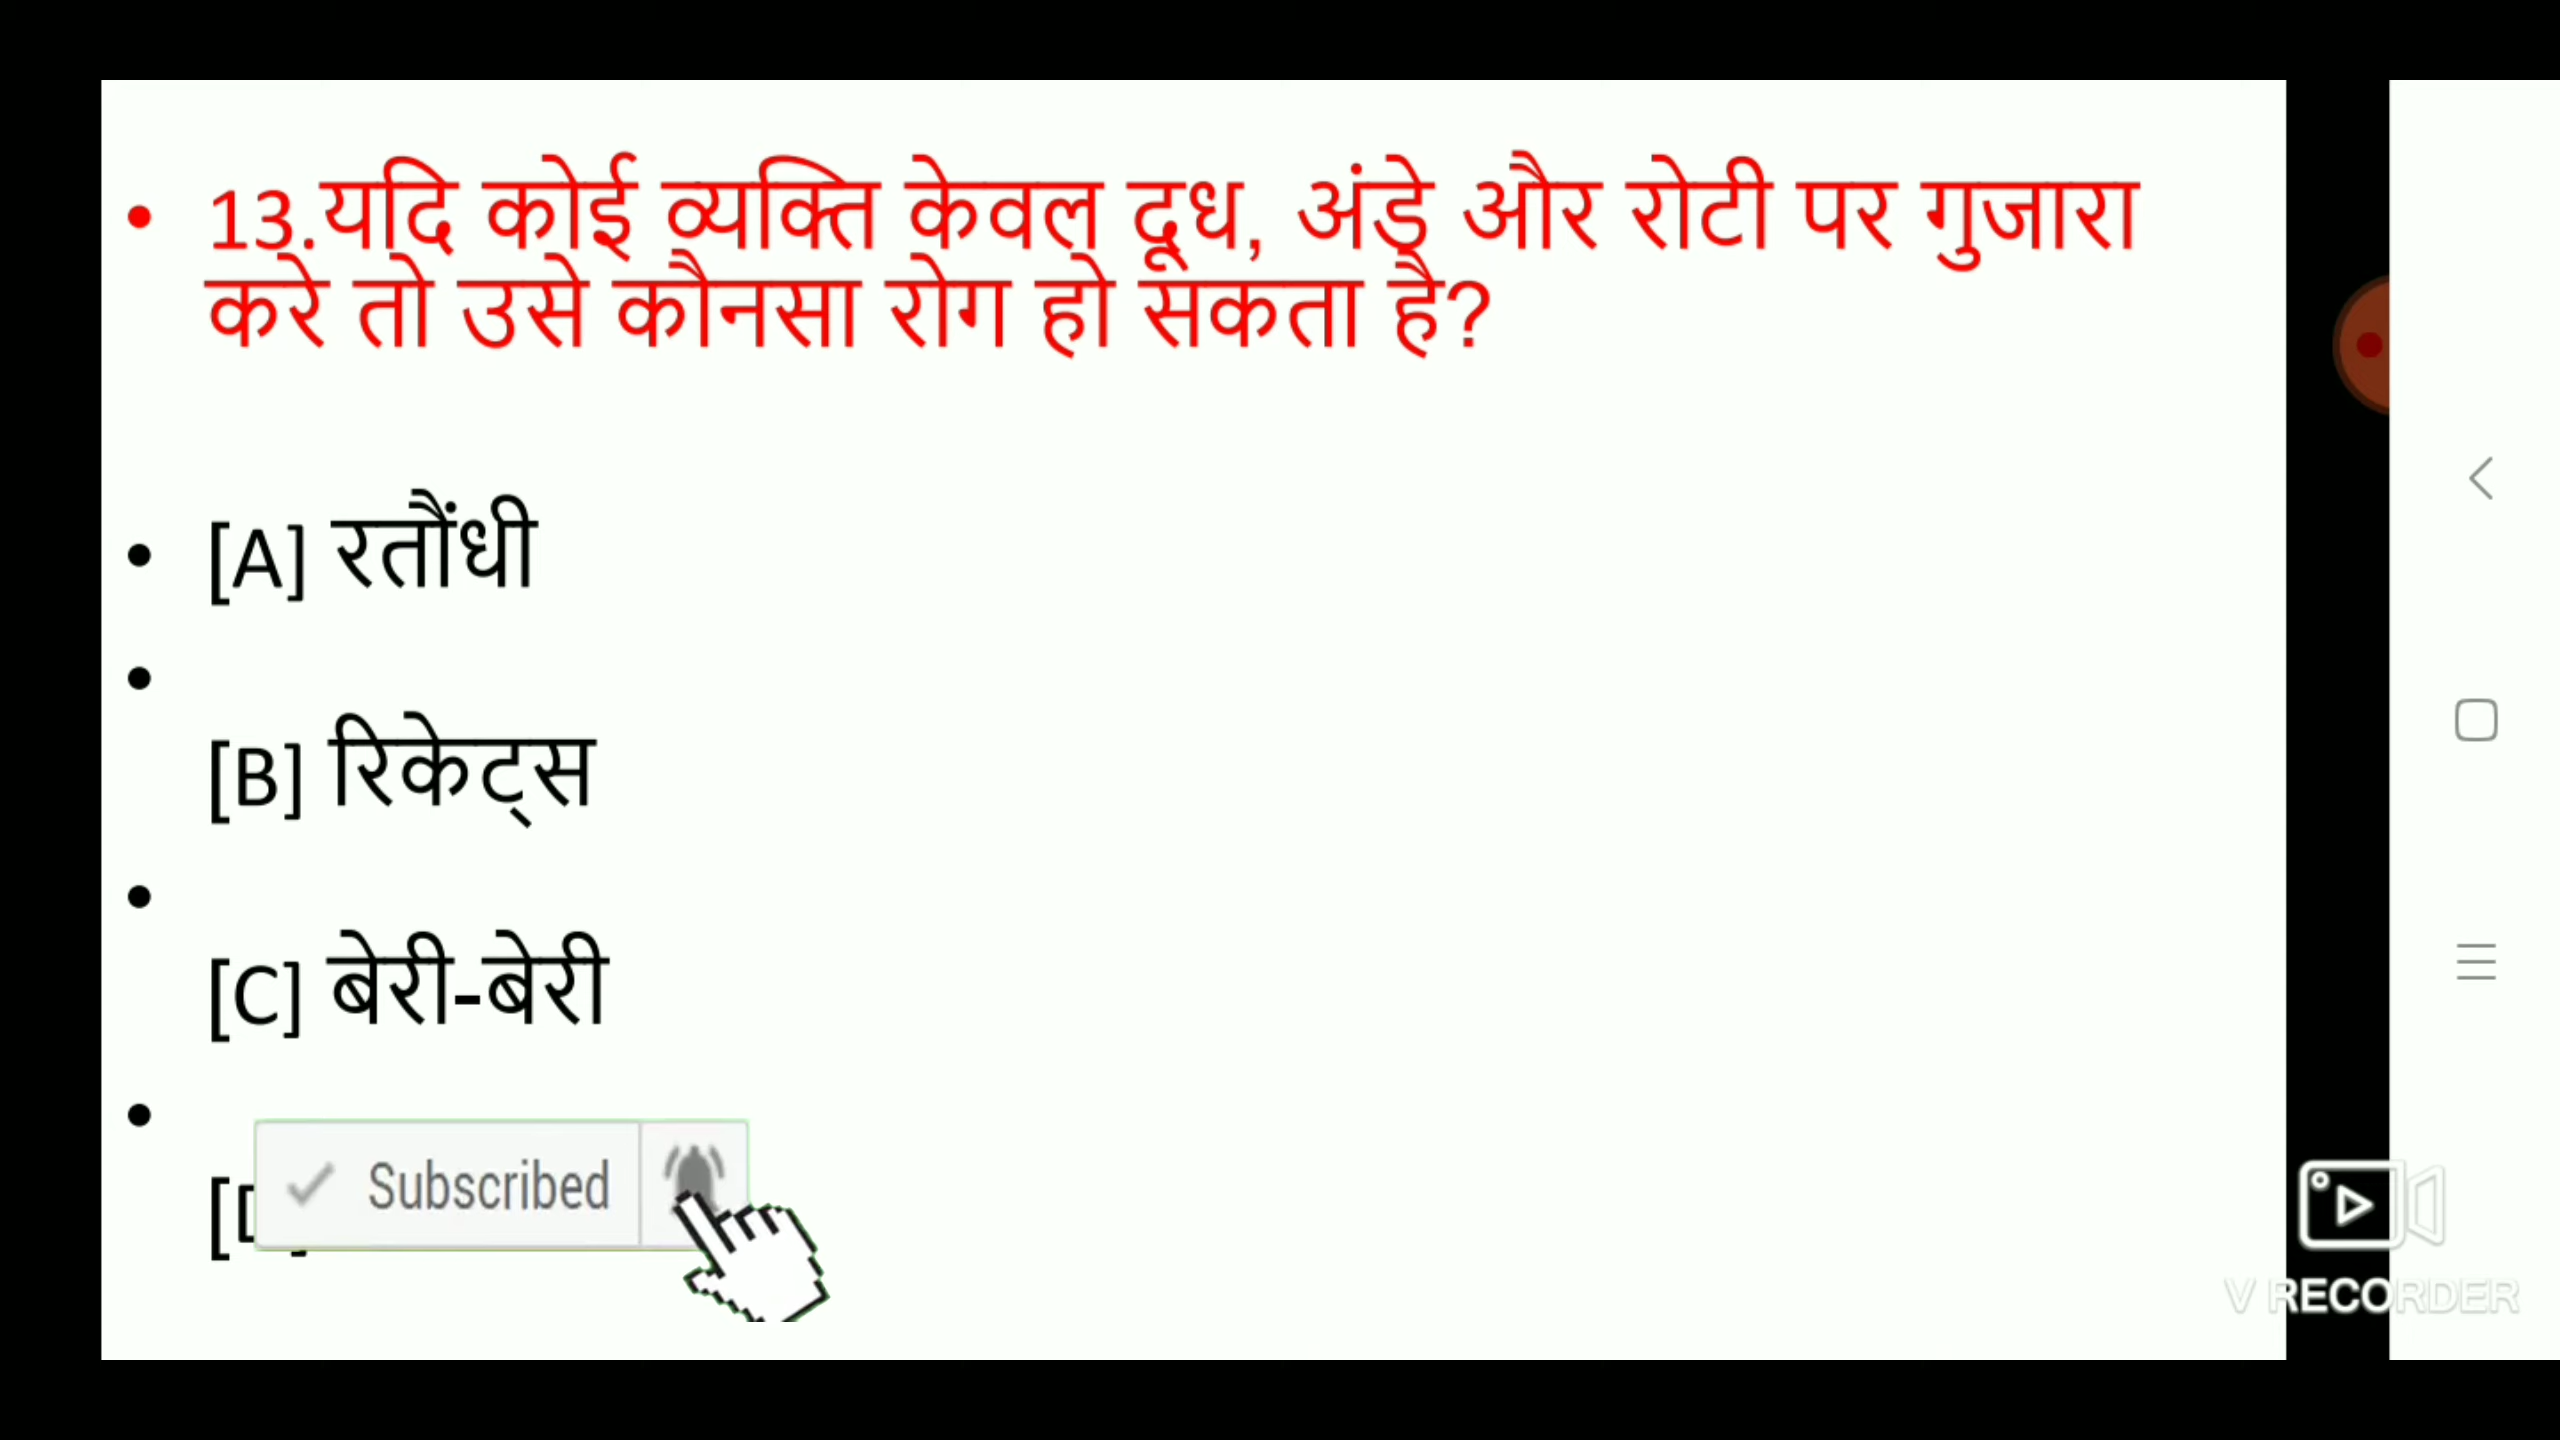 • 13.यदि कोई व्यक्ति केवल दूध, अंडे और रोटी पर गुजारा
करे तो उसे कौनसा रोग हो सकता है?
• [A] रतौंधी
•
[B] रिकेट्स
•
[C] बेरी-बेरी
•
Subscribed
V RECORDER